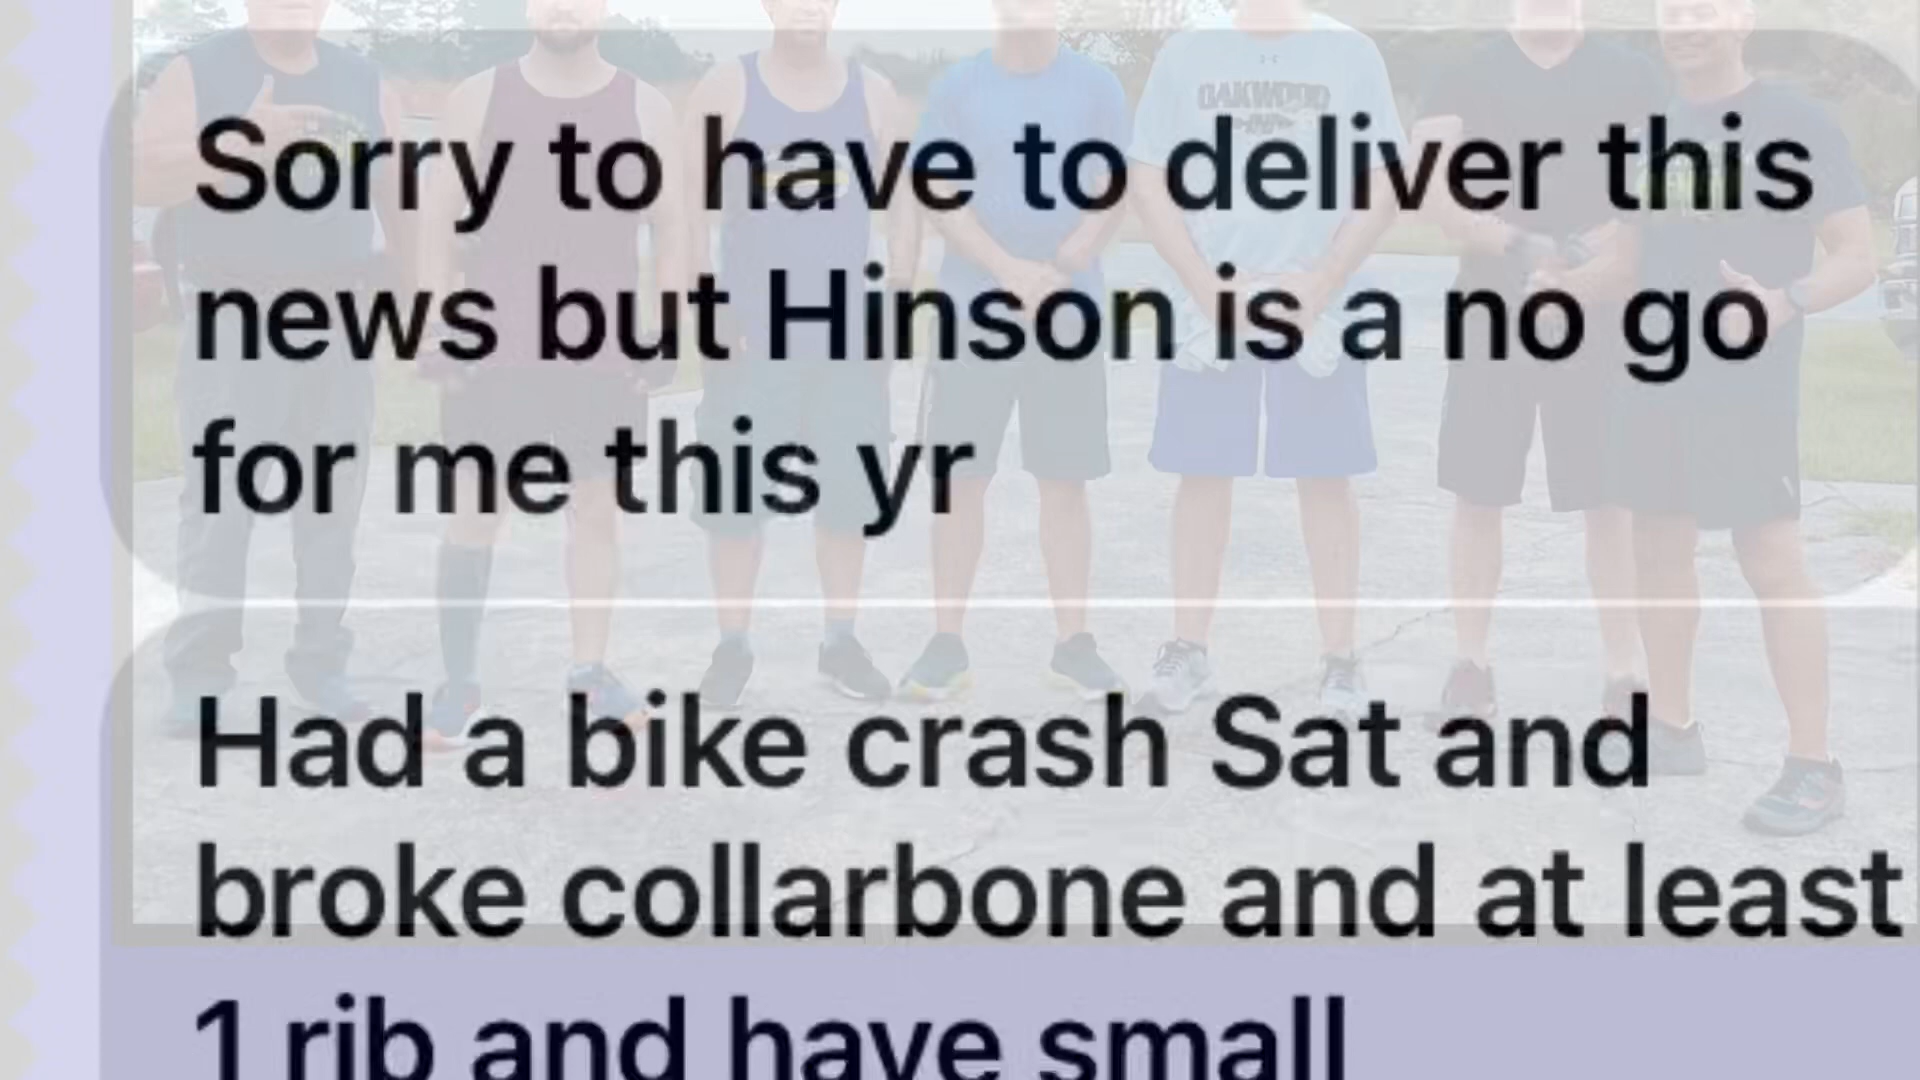 OAKWOOD
Sorry to have to deliver this
news but Hinson is a no go
for me this yr
Had a bike crash Sat and
broke collarbone and at least
1 rib and have small